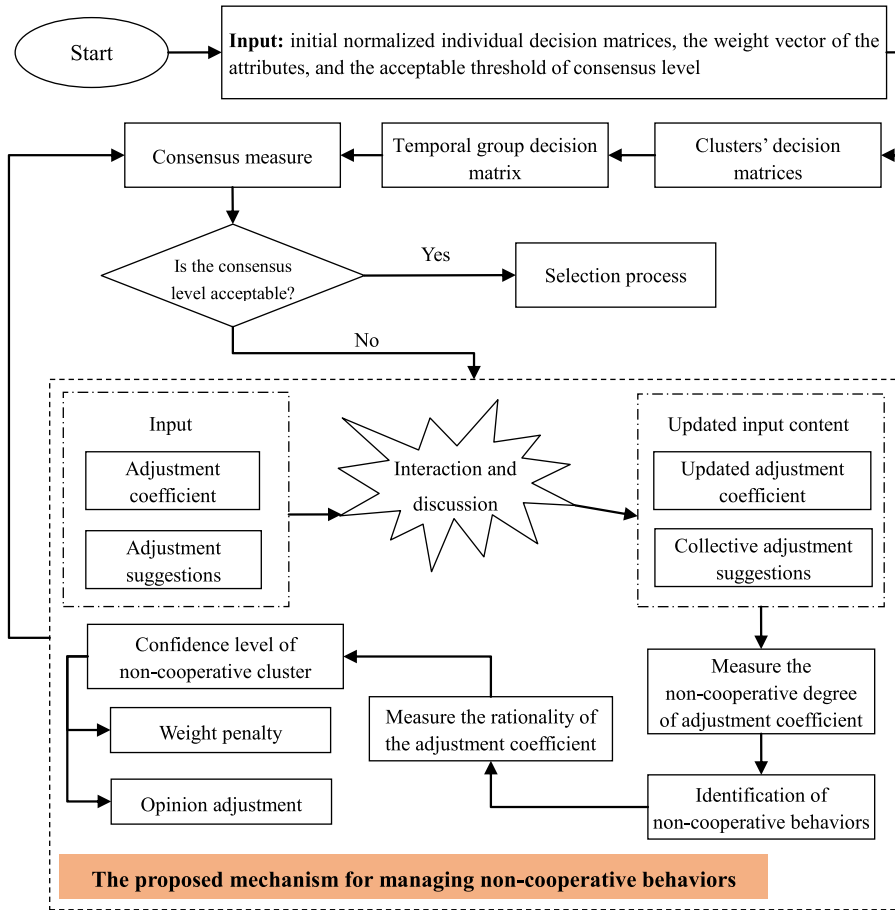 Start
Input: initial normalized individual decision matrices, the weight vector of the
attributes, and the acceptable threshold of consensus level
Consensus measure
Temporal group decision
matrix
Clusters’ decision
matrices
Is the consensus
level acceptable?
Yes
Selection process
No
Input
Adjustment
coefficient
Adjustment
suggestions
Interaction and
discussion
Updated input content
Updated adjustment
coefficient
Collective adjustment
suggestions
Confidence level of
non-cooperative cluster
Weight penalty
Opinion adjustment
Measure the rationality of
the adjustment coefficient
Measure the
non-cooperative degree
of adjustment coefficient
Identification of
non-cooperative behaviors
The proposed mechanism for managing non-cooperative behaviors